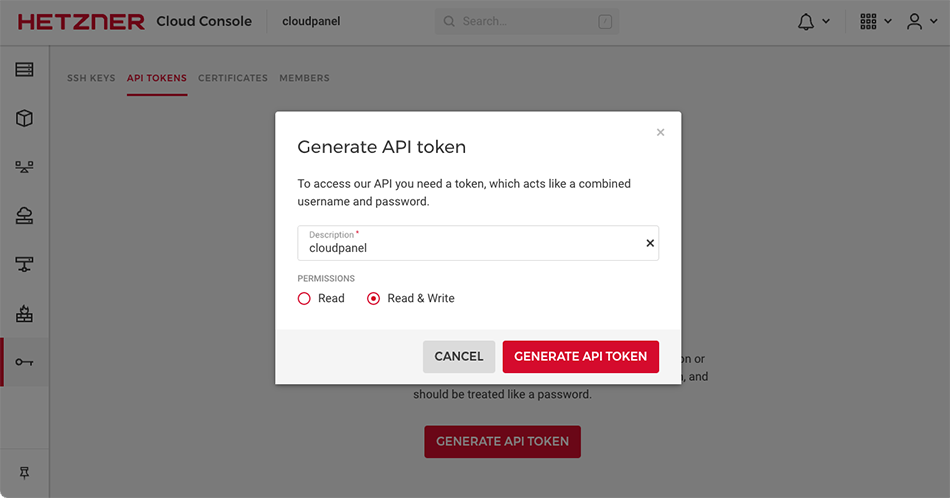 HETZNER Cloud Console cloudpanel Search... /
SSH KEYS API TOKENS CERTIFICATES MEMBERS
Generate API token ×
To access our API you need a token, which acts like a combined
username and password.
Description *
cloudpanel
PERMISSIONS
Read Read & Write
CANCEL GENERATE API TOKEN
or
, and
should be treated like a password.
GENERATE API TOKEN